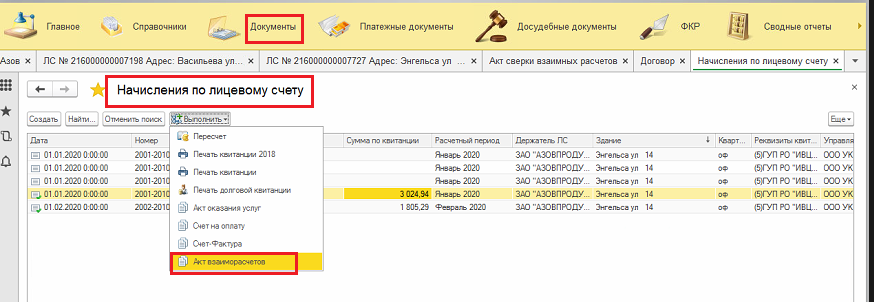 Главное Справочники Документы Платежные документы Досудебные документы ФКР Сводные отчеты
Азов × ЛС № 216000000007198 Адрес: Васильева ул... × ЛС № 216000000007727 Адрес: Энгельса ул ... × Акт сверки взаимных расчетов × Договор × Начисления по лицевому счету ×
Начисления по лицевому счету
Создать Найти... Отменить поиск Выполнить Еще
Дата Номер Сумма по квитанции Расчетный период Держатель ЛС Здание Кварт... Реквизиты квит... Управля
01.01.2020 0:00:00 2001-2010 Январь 2020 ЗАО "АЗОВПРОДУ... Энгельса ул 14 оф (5)ГУП РО "ИВЦ... ООО УК
01.01.2020 0:00:00 2001-2010 Январь 2020 ЗАО "АЗОВПРОДУ... Энгельса ул 14 оф (5)ГУП РО "ИВЦ... ООО УК
01.01.2020 0:00:00 2001-2010 Январь 2020 ЗАО "АЗОВПРОДУ... Энгельса ул 14 оф (5)ГУП РО "ИВЦ... ООО УК
01.01.2020 0:00:00 2001-2010 3 024,94 Январь 2020 ЗАО "АЗОВПРОДУ... Энгельса ул 14 оф (5)ГУП РО "ИВЦ... ООО УК
01.02.2020 0:00:00 2002-2010 1 805,29 Февраль 2020 ЗАО "АЗОВПРОДУ... Энгельса ул 14 оф (5)ГУП РО "ИВЦ... ООО УК
Пересчет
Печать квитанции 2018
Печать квитанции
Печать долговой квитанции
Акт оказания услуг
Счет на оплату
Счет-Фактура
Акт взаиморасчетов